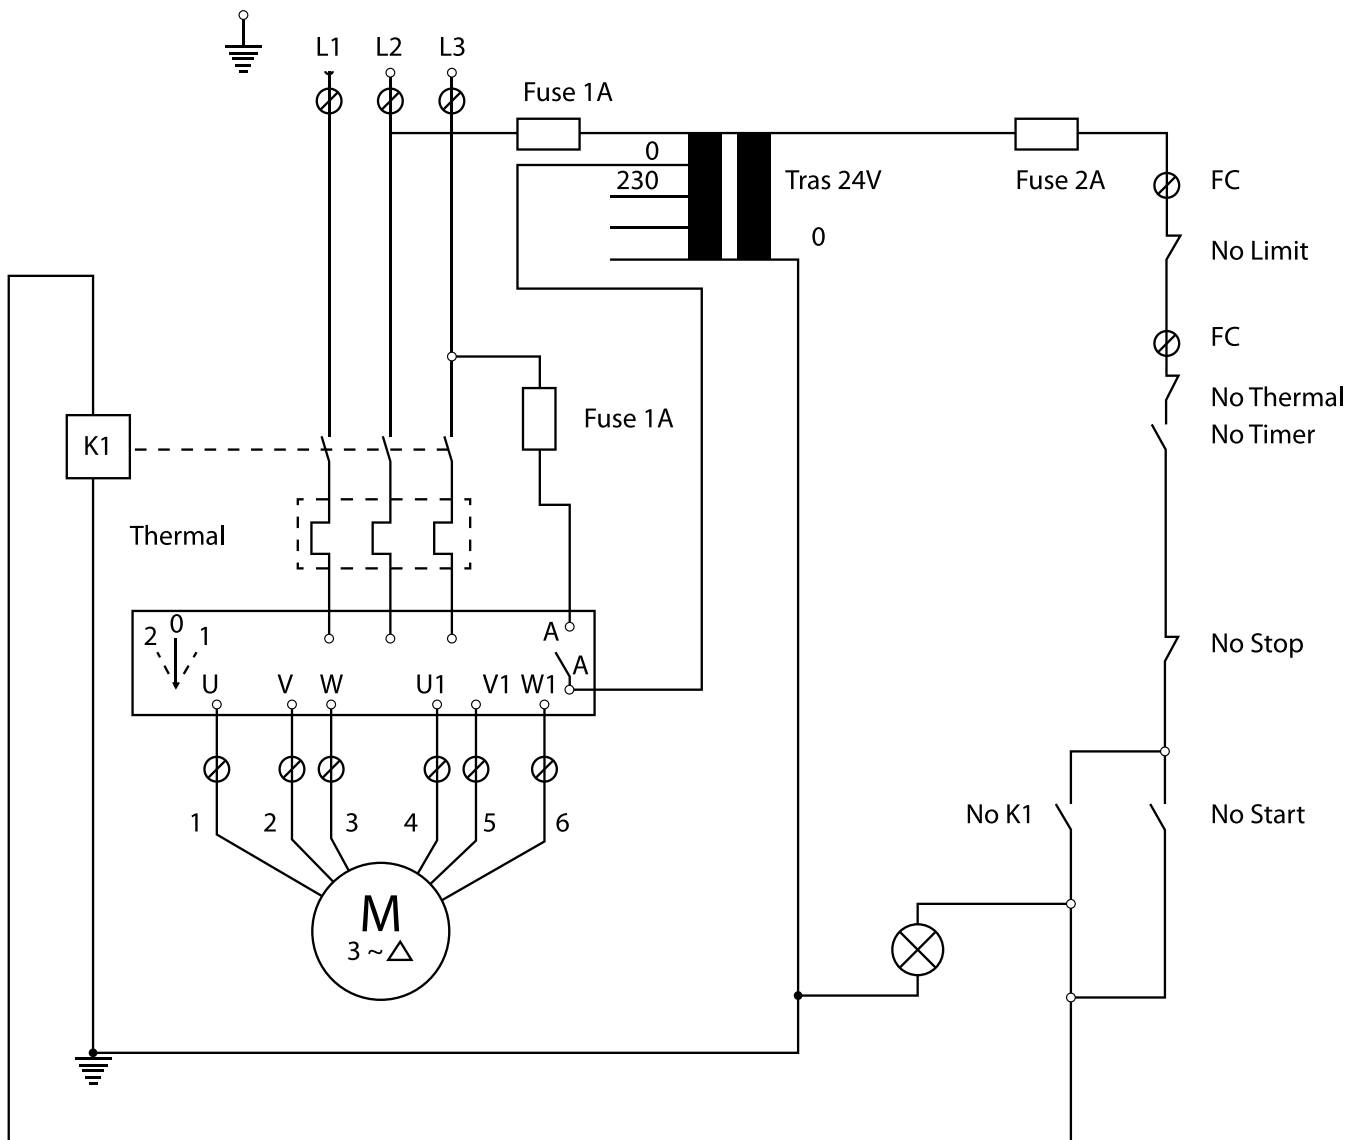 L1 L2 L3
Fuse 1A
0
230
Tras 24V
0
Fuse 2A
FC
No Limit
FC
No Thermal
No Timer
K1
Fuse 1A
Thermal
2 0 1
A
A
U V W U1 V1 W1
No Stop
1 2 3 4 5 6
No K1
No Start
M
3 ~ △